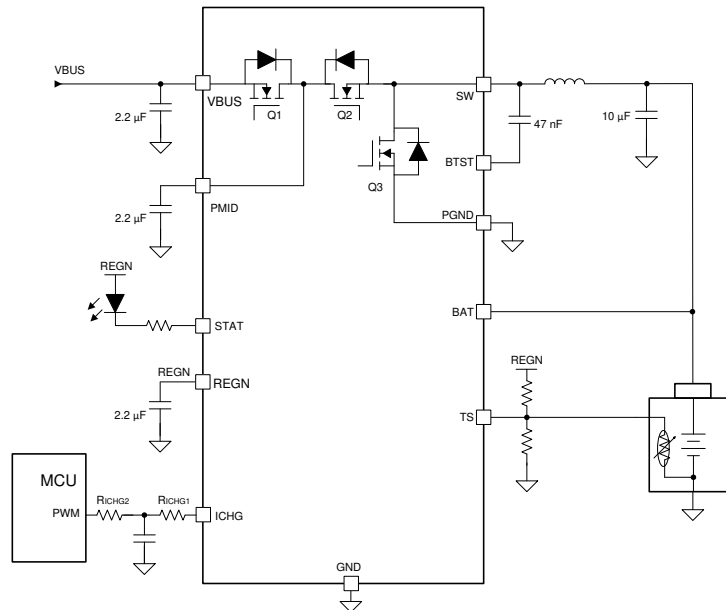 VBUS
VBUS
Q1
Q2
SW
2.2 µF
47 nF
10 µF
BTST
Q3
PMID
2.2 µF
PGND
REGN
STAT
BAT
REGN
REGN
REGN
2.2 µF
TS
MCU
PWM
RICHG2
RICHG1
ICHG
GND